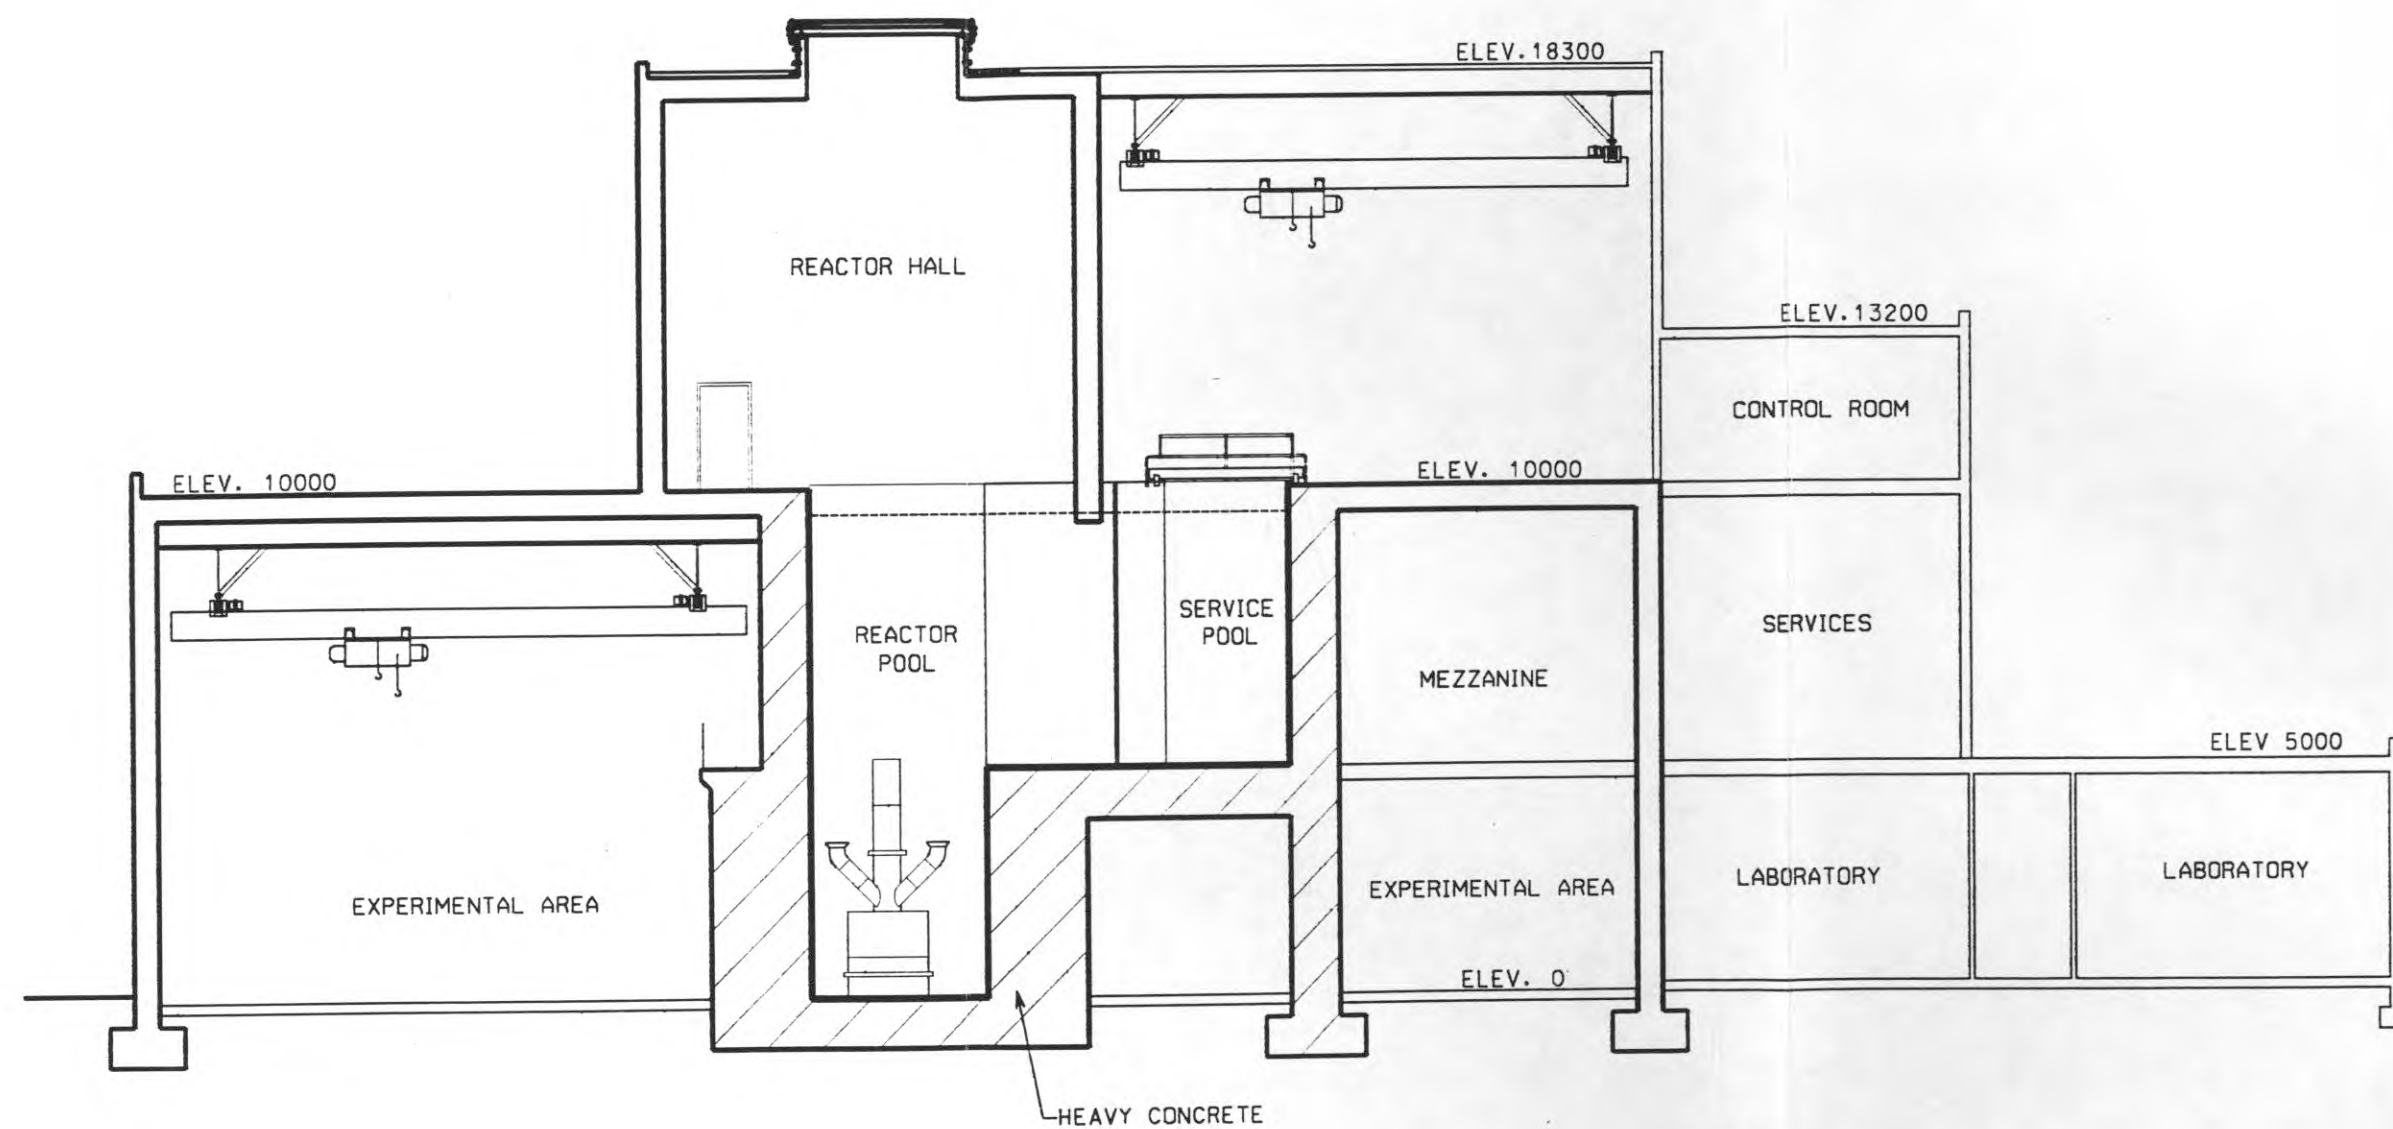 ELEV.18300
REACTOR HALL
ELEV.13200
CONTROL ROOM
ELEV. 10000
ELEV. 10000
SERVICE
POOL
SERVICES
REACTOR
POOL
MEZZANINE
ELEV 5000
EXPERIMENTAL AREA
EXPERIMENTAL AREA
LABORATORY
LABORATORY
ELEV. 0
HEAVY CONCRETE